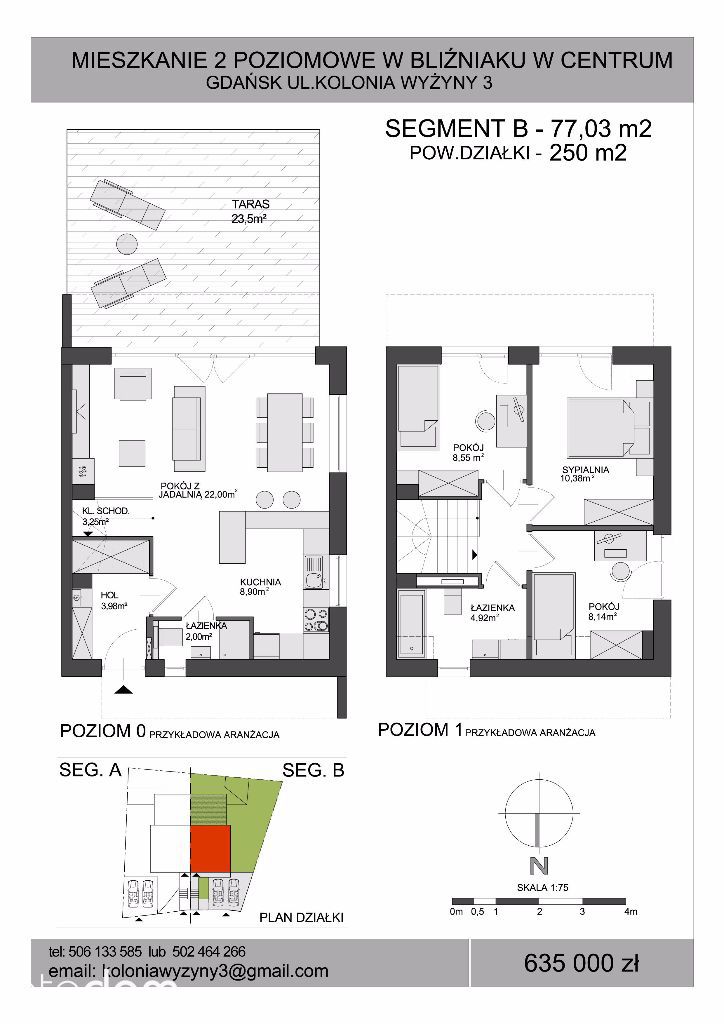 MIESZKANIE 2 POZIOMOWE W BLIŹNIAKU W CENTRUM
GDAŃSK UL.KOLONIA WYŻYNY 3
SEGMENT B - 77,03 m2
POW.DZIAŁKI - 250 m2
TARAS
23,5m²
POKÓJ Z
JADALNIĄ 22,00m²
KL. SCHOD.
3,25m²
HOL
3,98m²
KUCHNIA
8,90m²
ŁAZIENKA
2,00m²
POKÓJ
8,55 m²
SYPIALNIA
10,38m²
ŁAZIENKA
4,92m²
POKÓJ
8,14m²
POZIOM 0 PRZYKŁADOWA ARANŻACJA
POZIOM 1 PRZYKŁADOWA ARANŻACJA
SEG. A
SEG. B
PLAN DZIAŁKI
N
SKALA 1:75
0m 0,5 1 2 3 4m
tel: 506 133 585 lub 502 464 266
email: koloniawyzyny3@gmail.com
635 000 zł